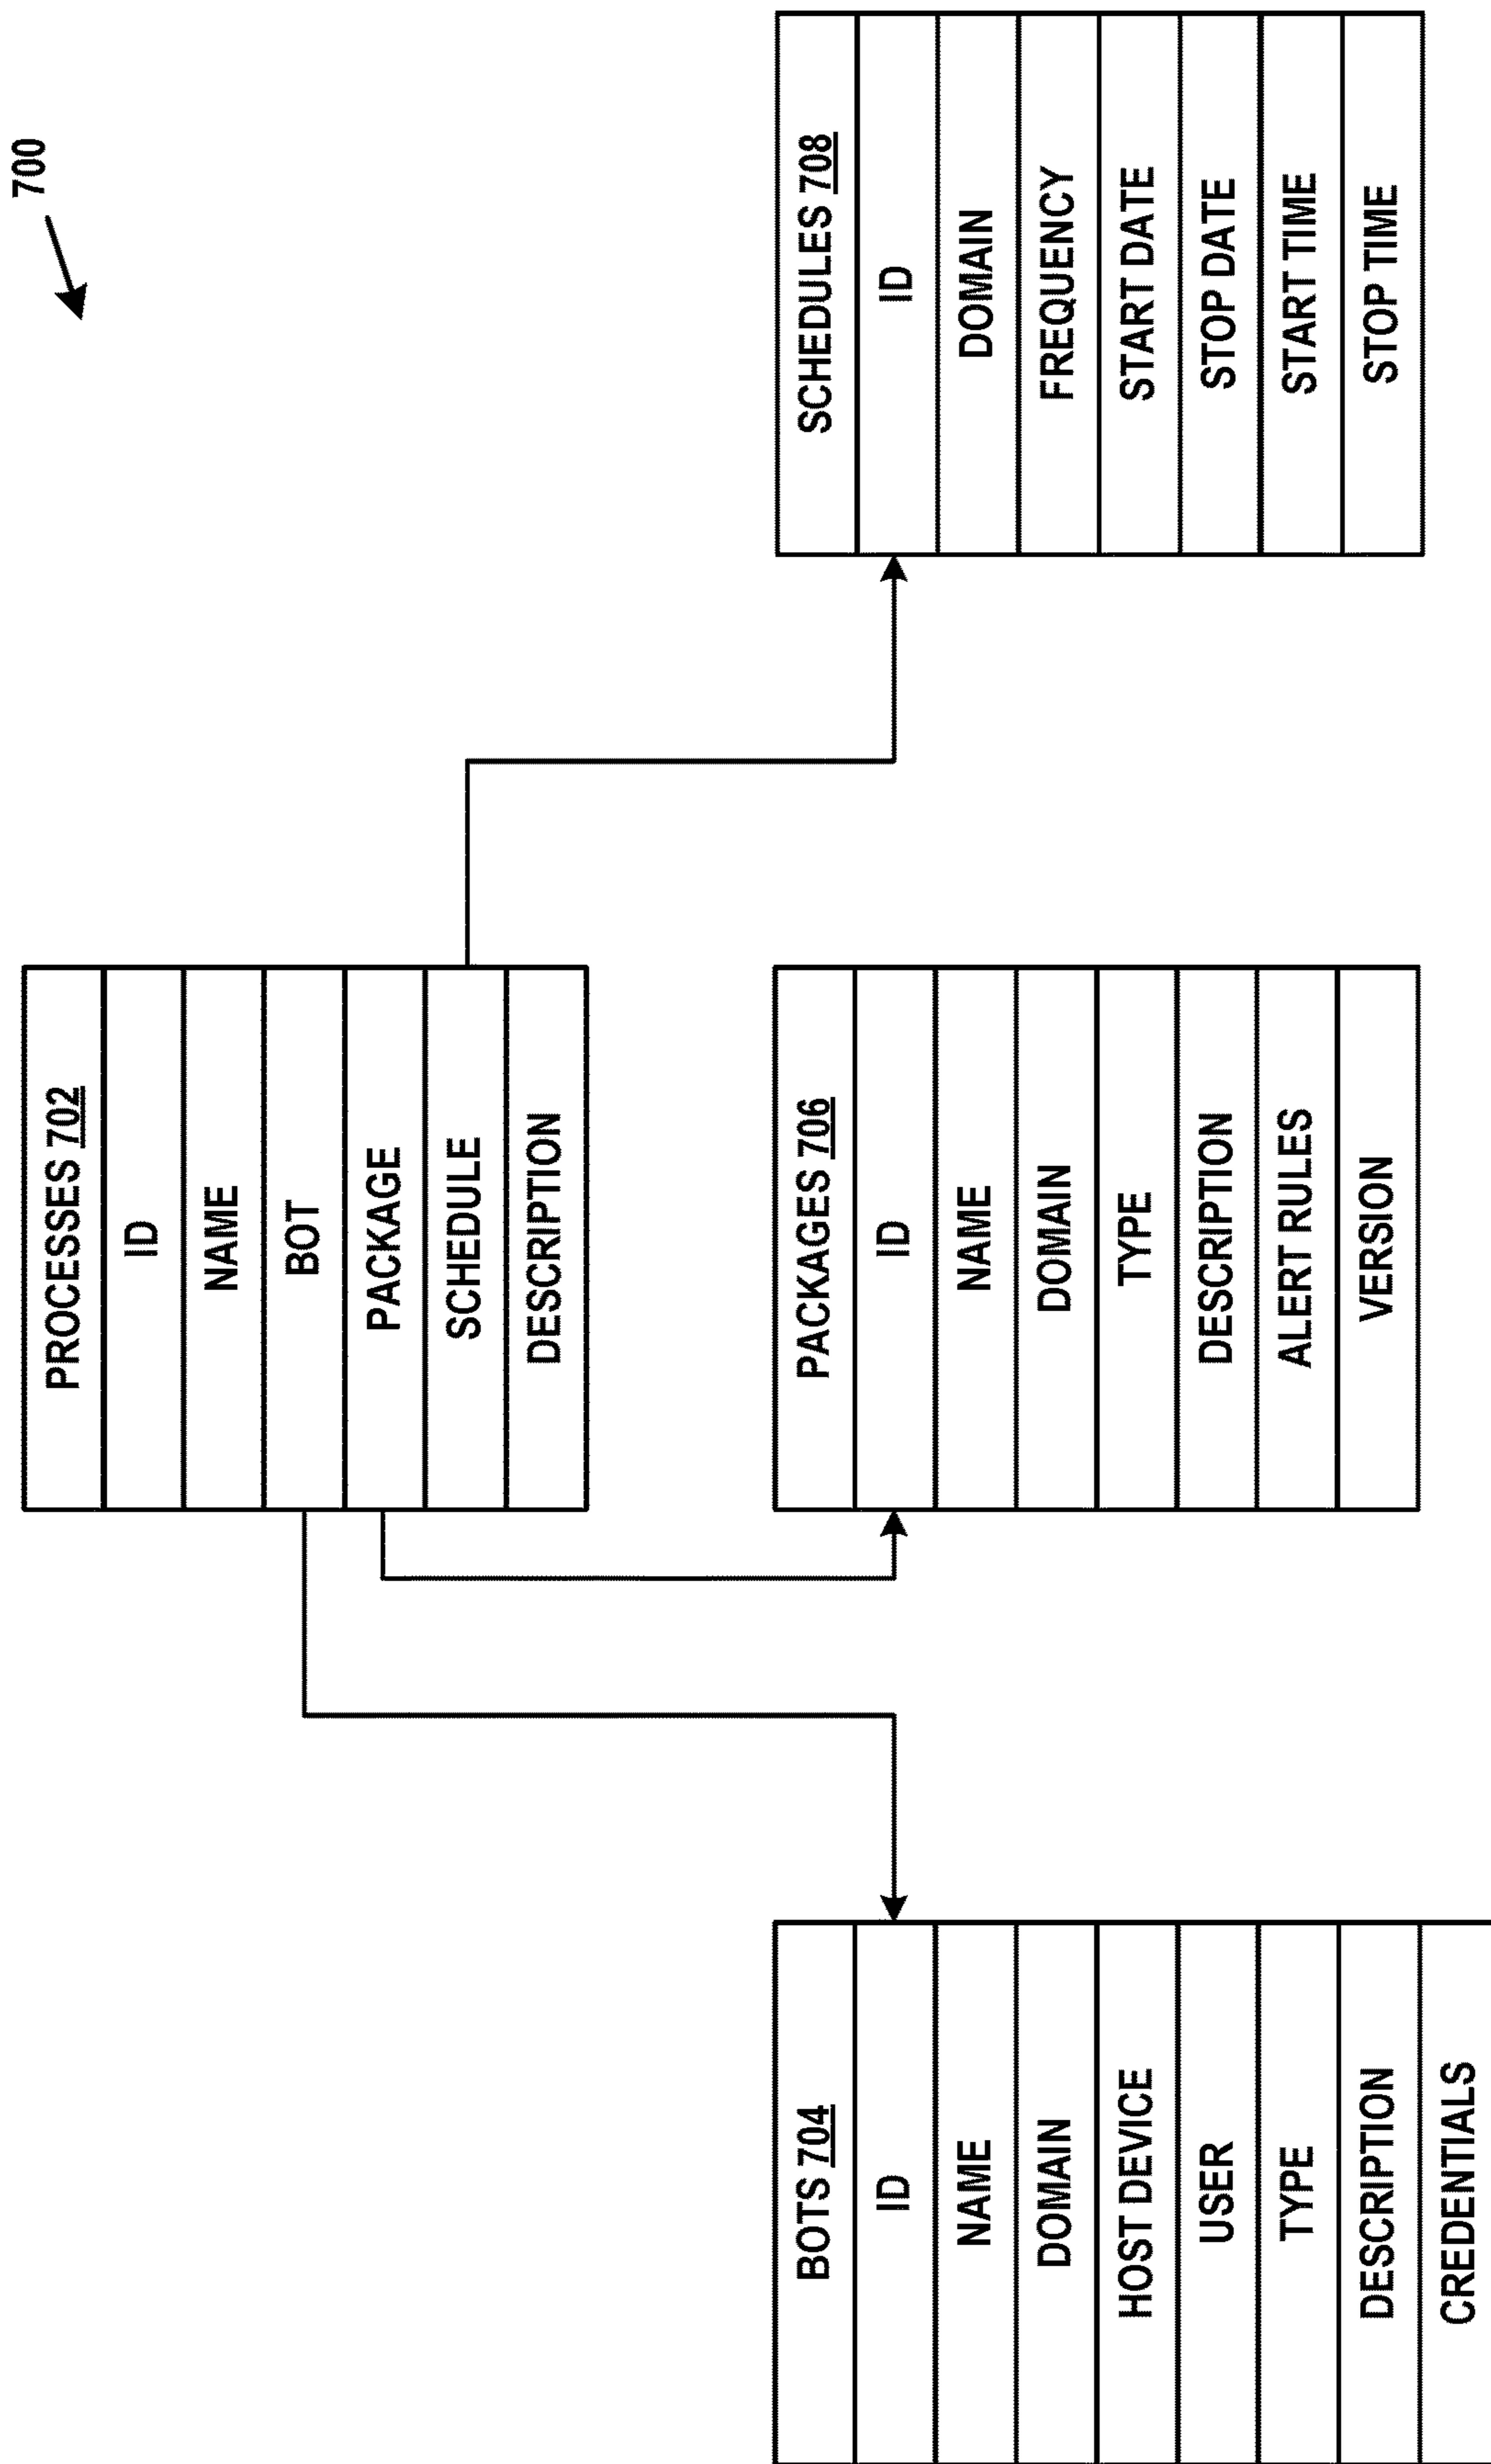 700
PROCESSES 702
ID
NAME
BOT
PACKAGE
SCHEDULE
DESCRIPTION
BOTS 704
ID
NAME
DOMAIN
HOST DEVICE
USER
TYPE
DESCRIPTION
CREDENTIALS
PACKAGES 706
ID
NAME
DOMAIN
TYPE
DESCRIPTION
ALERT RULES
VERSION
SCHEDULES 708
ID
DOMAIN
FREQUENCY
START DATE
STOP DATE
START TIME
STOP TIME